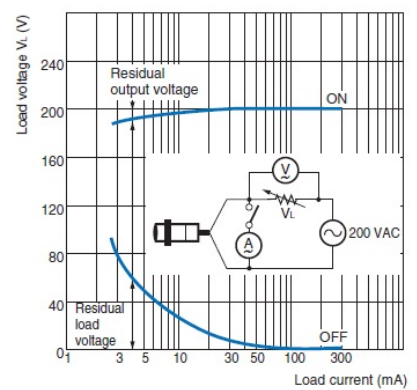 Load voltage VL (V)
240
200
160
120
80
40
0
Residual
output voltage
ON
V
VL
A
200 VAC
Residual
load
voltage
OFF
1
3
5
10
30
50
100
300
Load current (mA)